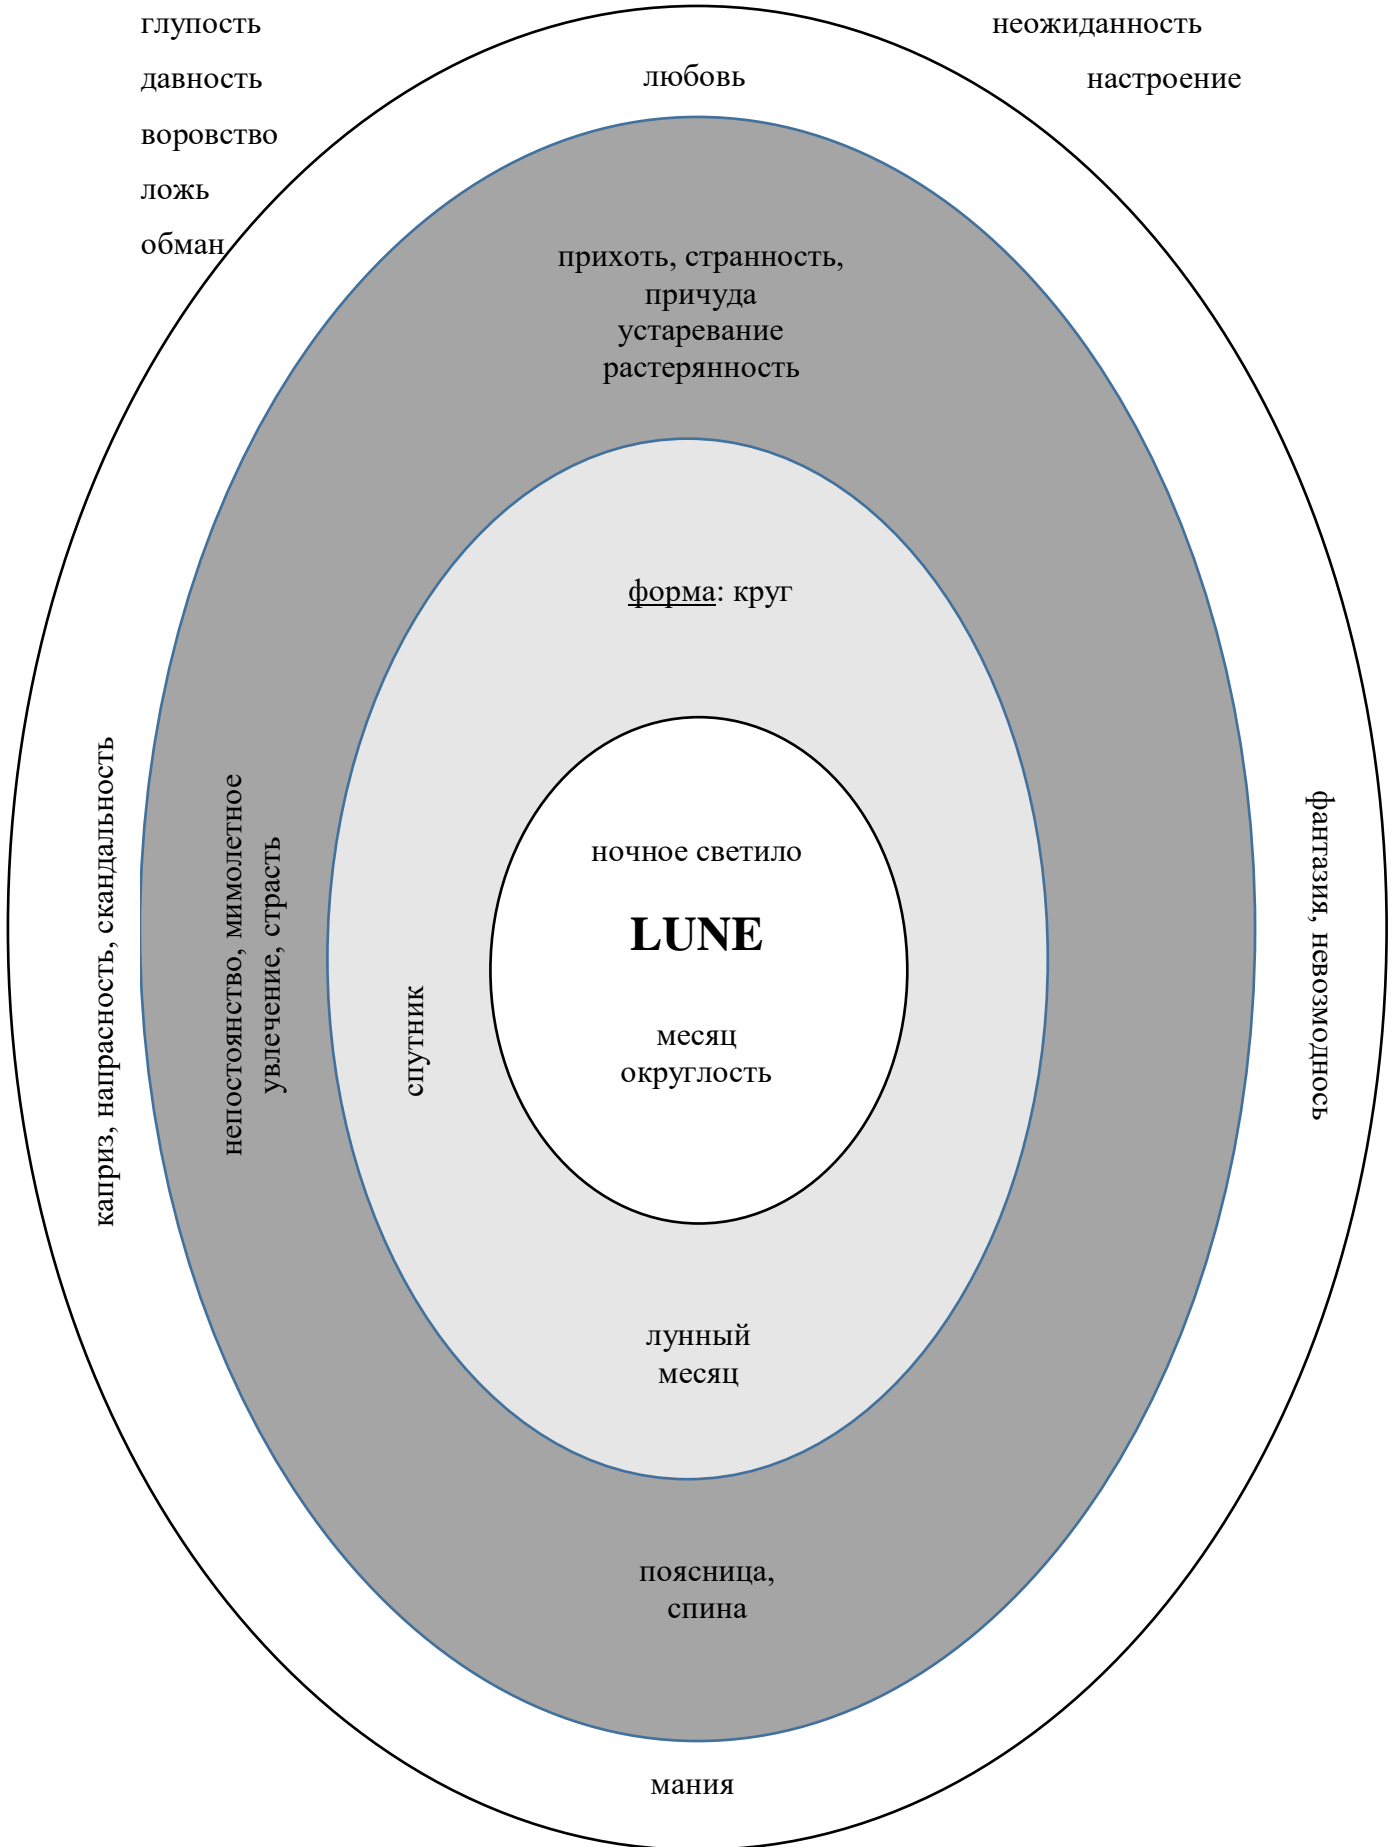 глупость
неожиданность
давность
любовь
настроение
воровство
ложь
обман
прихоть, странность,
причуда
устаревание
растерянность
форма: круг
каприз, напрасность, скандальность
непостоянство, мимолетное
увлечение, страсть
спутник
ночное светило
LUNE
месяц
округлость
фантазия, невозмоднось
лунный
месяц
поясница,
спина
мания